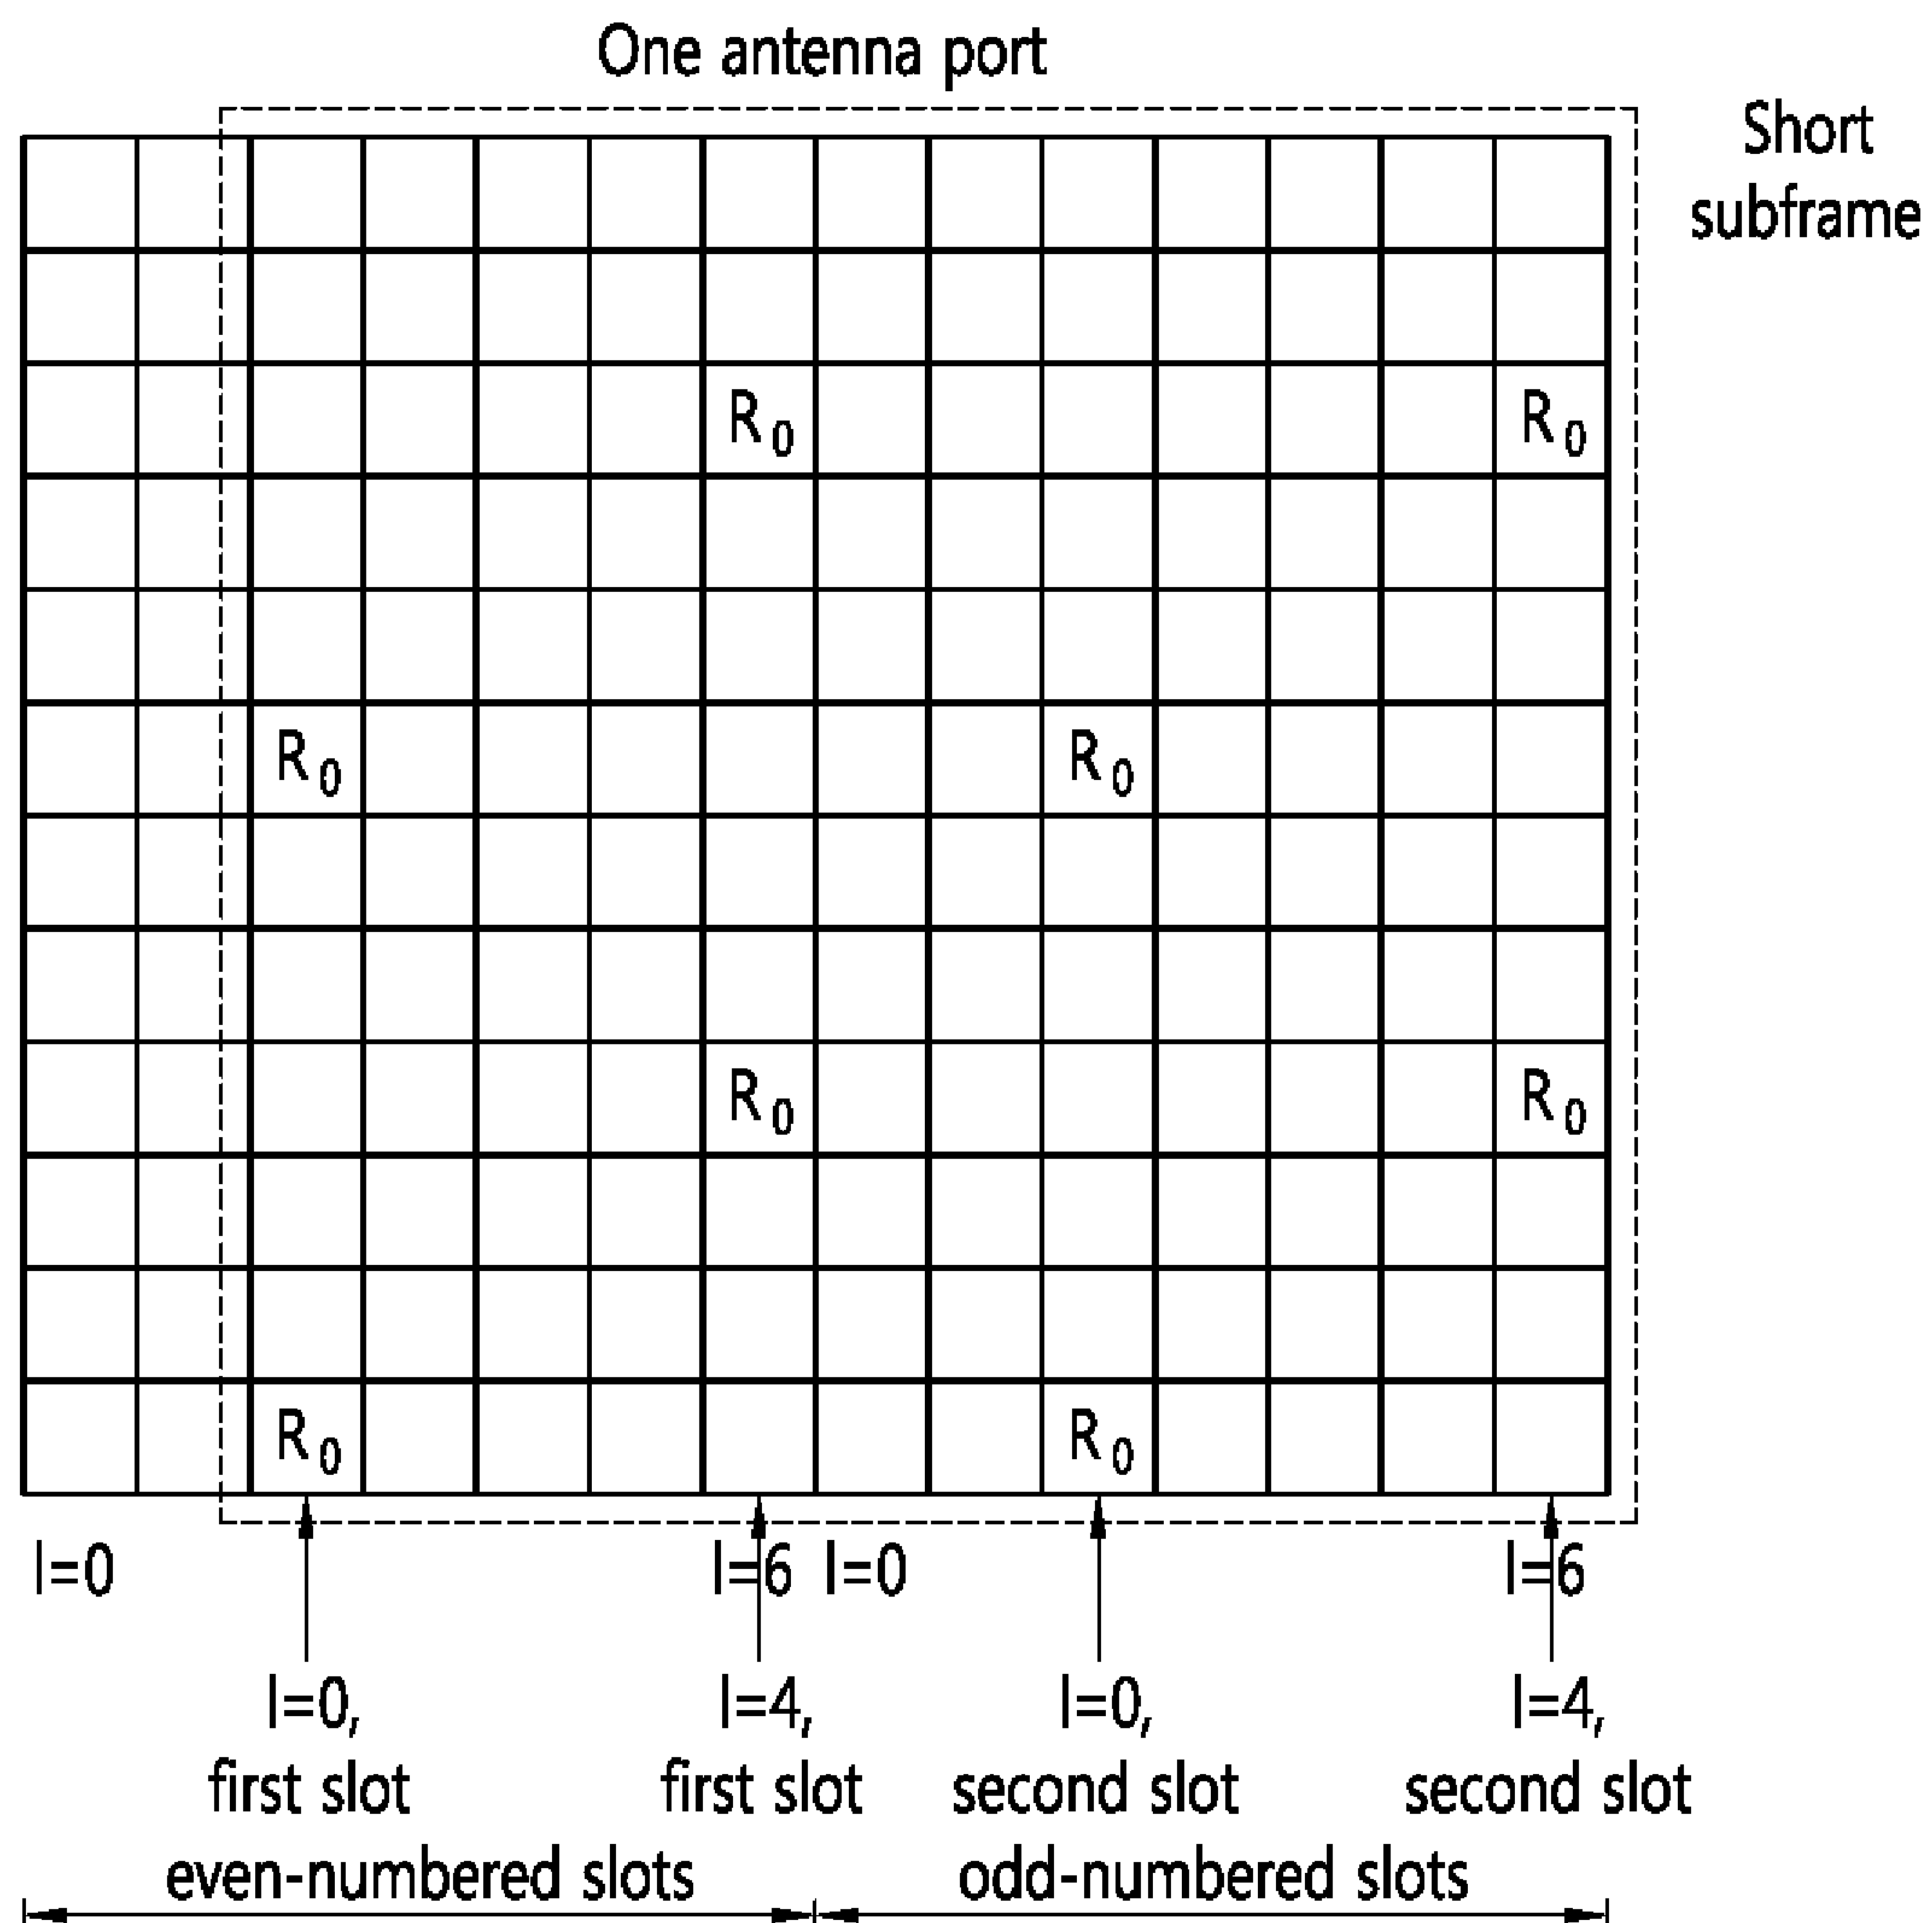 One antenna port
Short
subframe
R0 R0
R0 R0
R0 R0
R0 R0
l=0 l=6 l=0 l=6
l=0, l=4, l=0, l=4,
first slot first slot second slot second slot
even-numbered slots odd-numbered slots